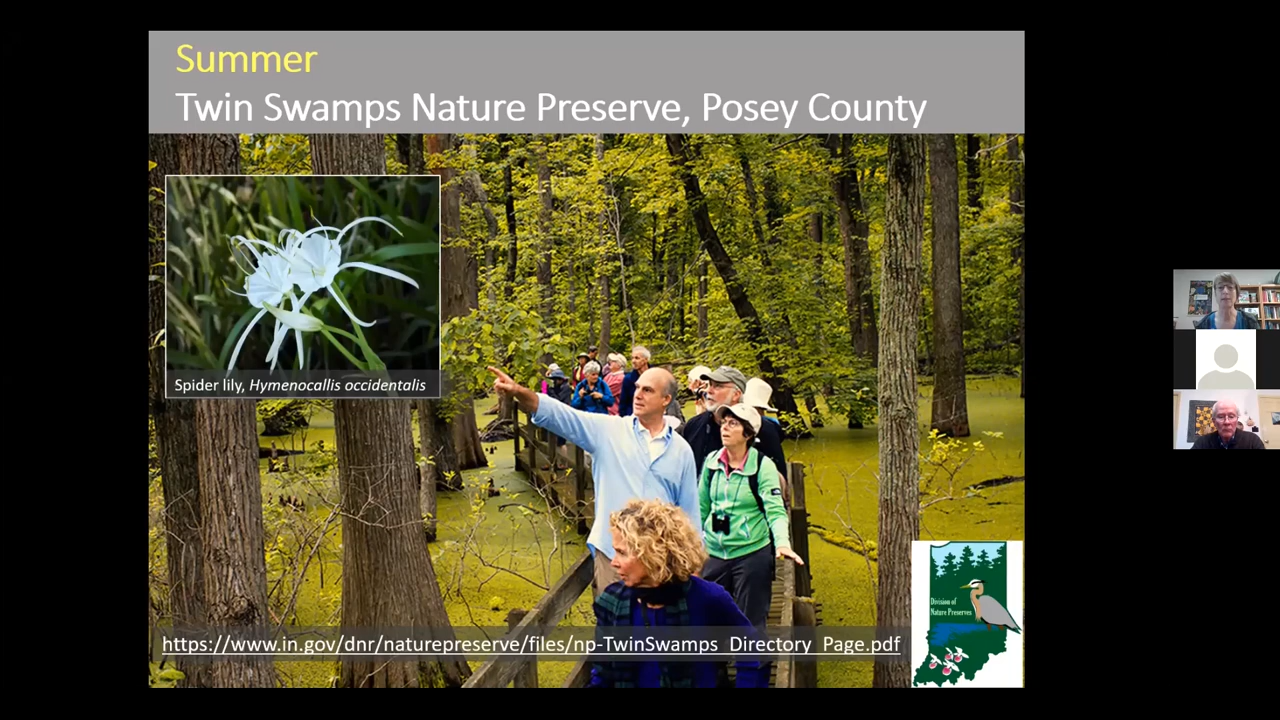 Summer
Twin Swamps Nature Preserve, Posey County
Spider lily, Hymenocallis occidentalis
Division of
Nature Preserves
https://www.in.gov/dnr/naturepreserve/files/np-TwinSwamps_Directory_Page.pdf